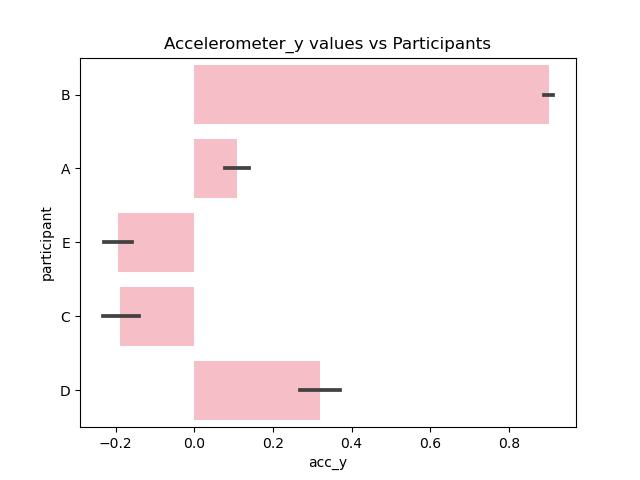 Accelerometer_y values vs Participants
B
A
E
C
D
participant
−0.2
0.0
0.2
0.4
0.6
0.8
acc_y